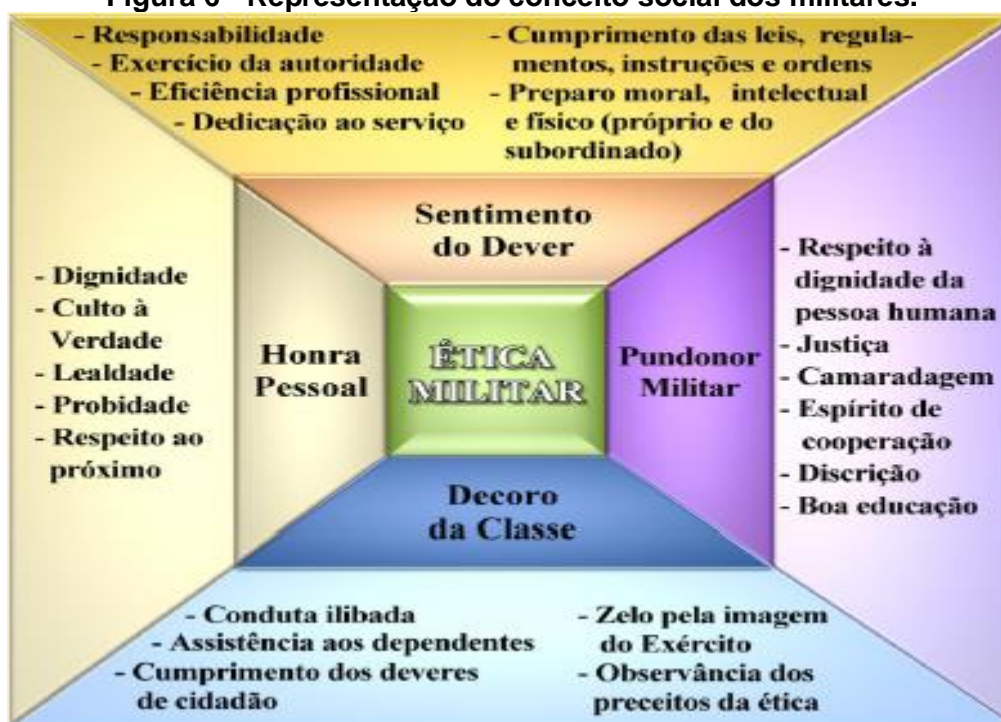 Figura 6 - Representação do conceito social dos militares.
- Responsabilidade
- Exercício da autoridade
- Eficiência profissional
- Dedicação ao serviço
- Cumprimento das leis, regula-
mentos, instruções e ordens
- Preparo moral, intelectual
e físico (próprio e do
subordinado)
Sentimento
do Dever
- Dignidade
- Culto à
Verdade
- Lealdade
- Probidade
- Respeito ao
próximo
Honra
Pessoal
ÉTICA
MILITAR
Pundonor
Militar
- Respeito à
dignidade da
pessoa humana
- Justiça
- Camaradagem
- Espírito de
cooperação
- Discrição
- Boa educação
Decoro
da Classe
- Conduta ilibada
- Assistência aos dependentes
- Cumprimento dos deveres
de cidadão
- Zelo pela imagem
do Exército
- Observância dos
preceitos da ética